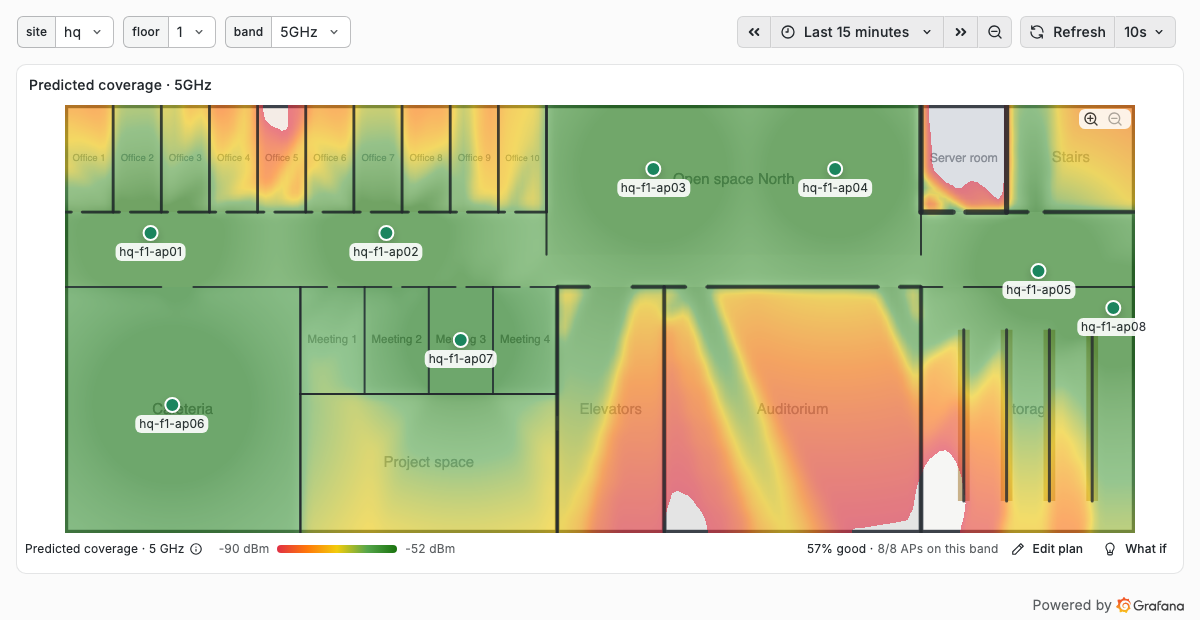 site hq floor 1 band 5GHz Last 15 minutes Refresh 10s
Predicted coverage · 5GHz
Office 1 Office 2 Office 3 Office 4 Office 5 Office 6 Office 7 Office 8 Office 9 Office 10 Server room Stairs
Open space North
hq-f1-ap03 hq-f1-ap04
hq-f1-ap01 hq-f1-ap02
hq-f1-ap05
hq-f1-ap08
Meeting 1 Meeting 2 Meeting 3 Meeting 4
hq-f1-ap07
Cafeteria Elevators Auditorium torag
hq-f1-ap06
Project space
Predicted coverage · 5 GHz -90 dBm -52 dBm 57% good · 8/8 APs on this band Edit plan What if
Powered by Grafana